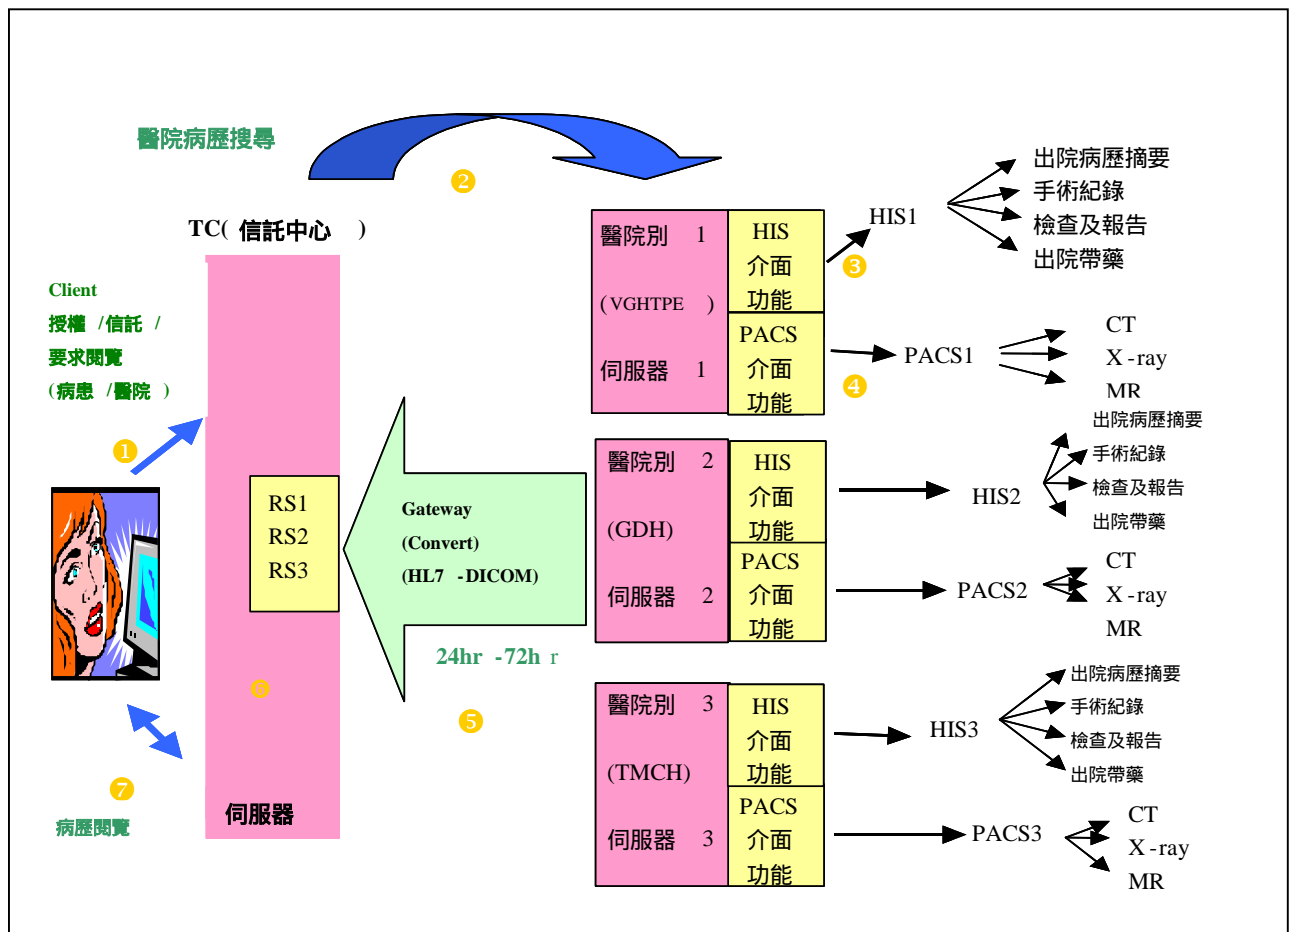 醫院病歷搜尋
❷
TC( 信託中心 )
Client
授權 /信託 /
要求閱覽
(病患 /醫院 )
❶
RS1
RS2
RS3
❻
伺服器
❼
病歷閱覽
Gateway
(Convert)
(HL7 -DICOM)
24hr -72h r
❺
醫院別 1
(VGHTPE )
伺服器 1
HIS
介面
功能
PACS
介面
功能
❸
HIS1
出院病歷摘要
手術紀錄
檢查及報告
出院帶藥
❹
PACS1
CT
X-ray
MR
醫院別 2
(GDH)
伺服器 2
HIS
介面
功能
PACS
介面
功能
HIS2
出院病歷摘要
手術紀錄
檢查及報告
出院帶藥
PACS2
CT
X-ray
MR
醫院別 3
(TMCH)
伺服器 3
HIS
介面
功能
PACS
介面
功能
HIS3
出院病歷摘要
手術紀錄
檢查及報告
出院帶藥
PACS3
CT
X-ray
MR